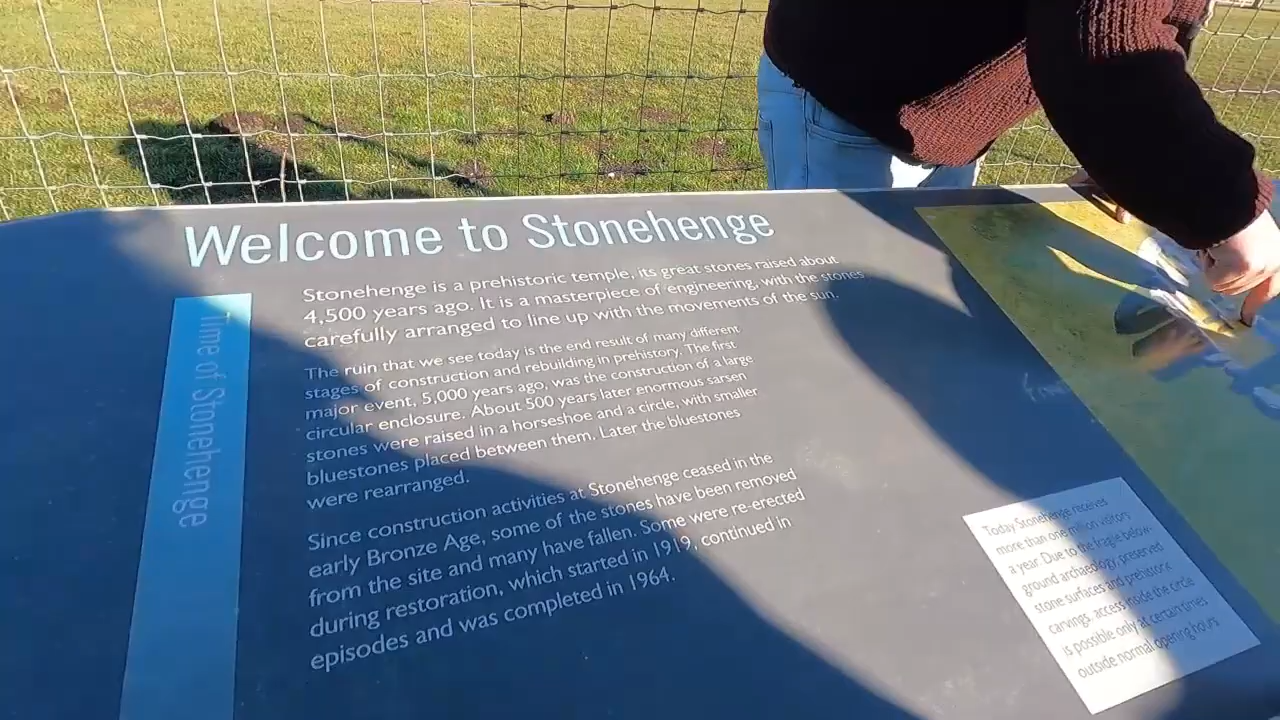 Welcome to Stonehenge
Time of Stonehenge
Stonehenge is a prehistoric temple, its great stones raised about
4,500 years ago. It is a masterpiece of engineering, with the stones
carefully arranged to line up with the movements of the sun.
The ruin that we see today is the end result of many different
stages of construction and rebuilding in prehistory. The first
major event, 5,000 years ago, was the construction of a large
circular enclosure. About 500 years later enormous sarsen
stones were raised in a horseshoe and a circle, with smaller
bluestones placed between them. Later the bluestones
were rearranged.
Since construction activities at Stonehenge ceased in the
early Bronze Age, some of the stones have been removed
from the site and many have fallen. Some were re-erected
during restoration, which started in 1919, continued in
episodes and was completed in 1964.
Today Stonehenge receives
more than one million visitors
a year. Due to the fragile below-
ground archaeology, preserved
stone surfaces and prehistoric
carvings, access inside the circle
is possible only at certain times
outside normal opening hours